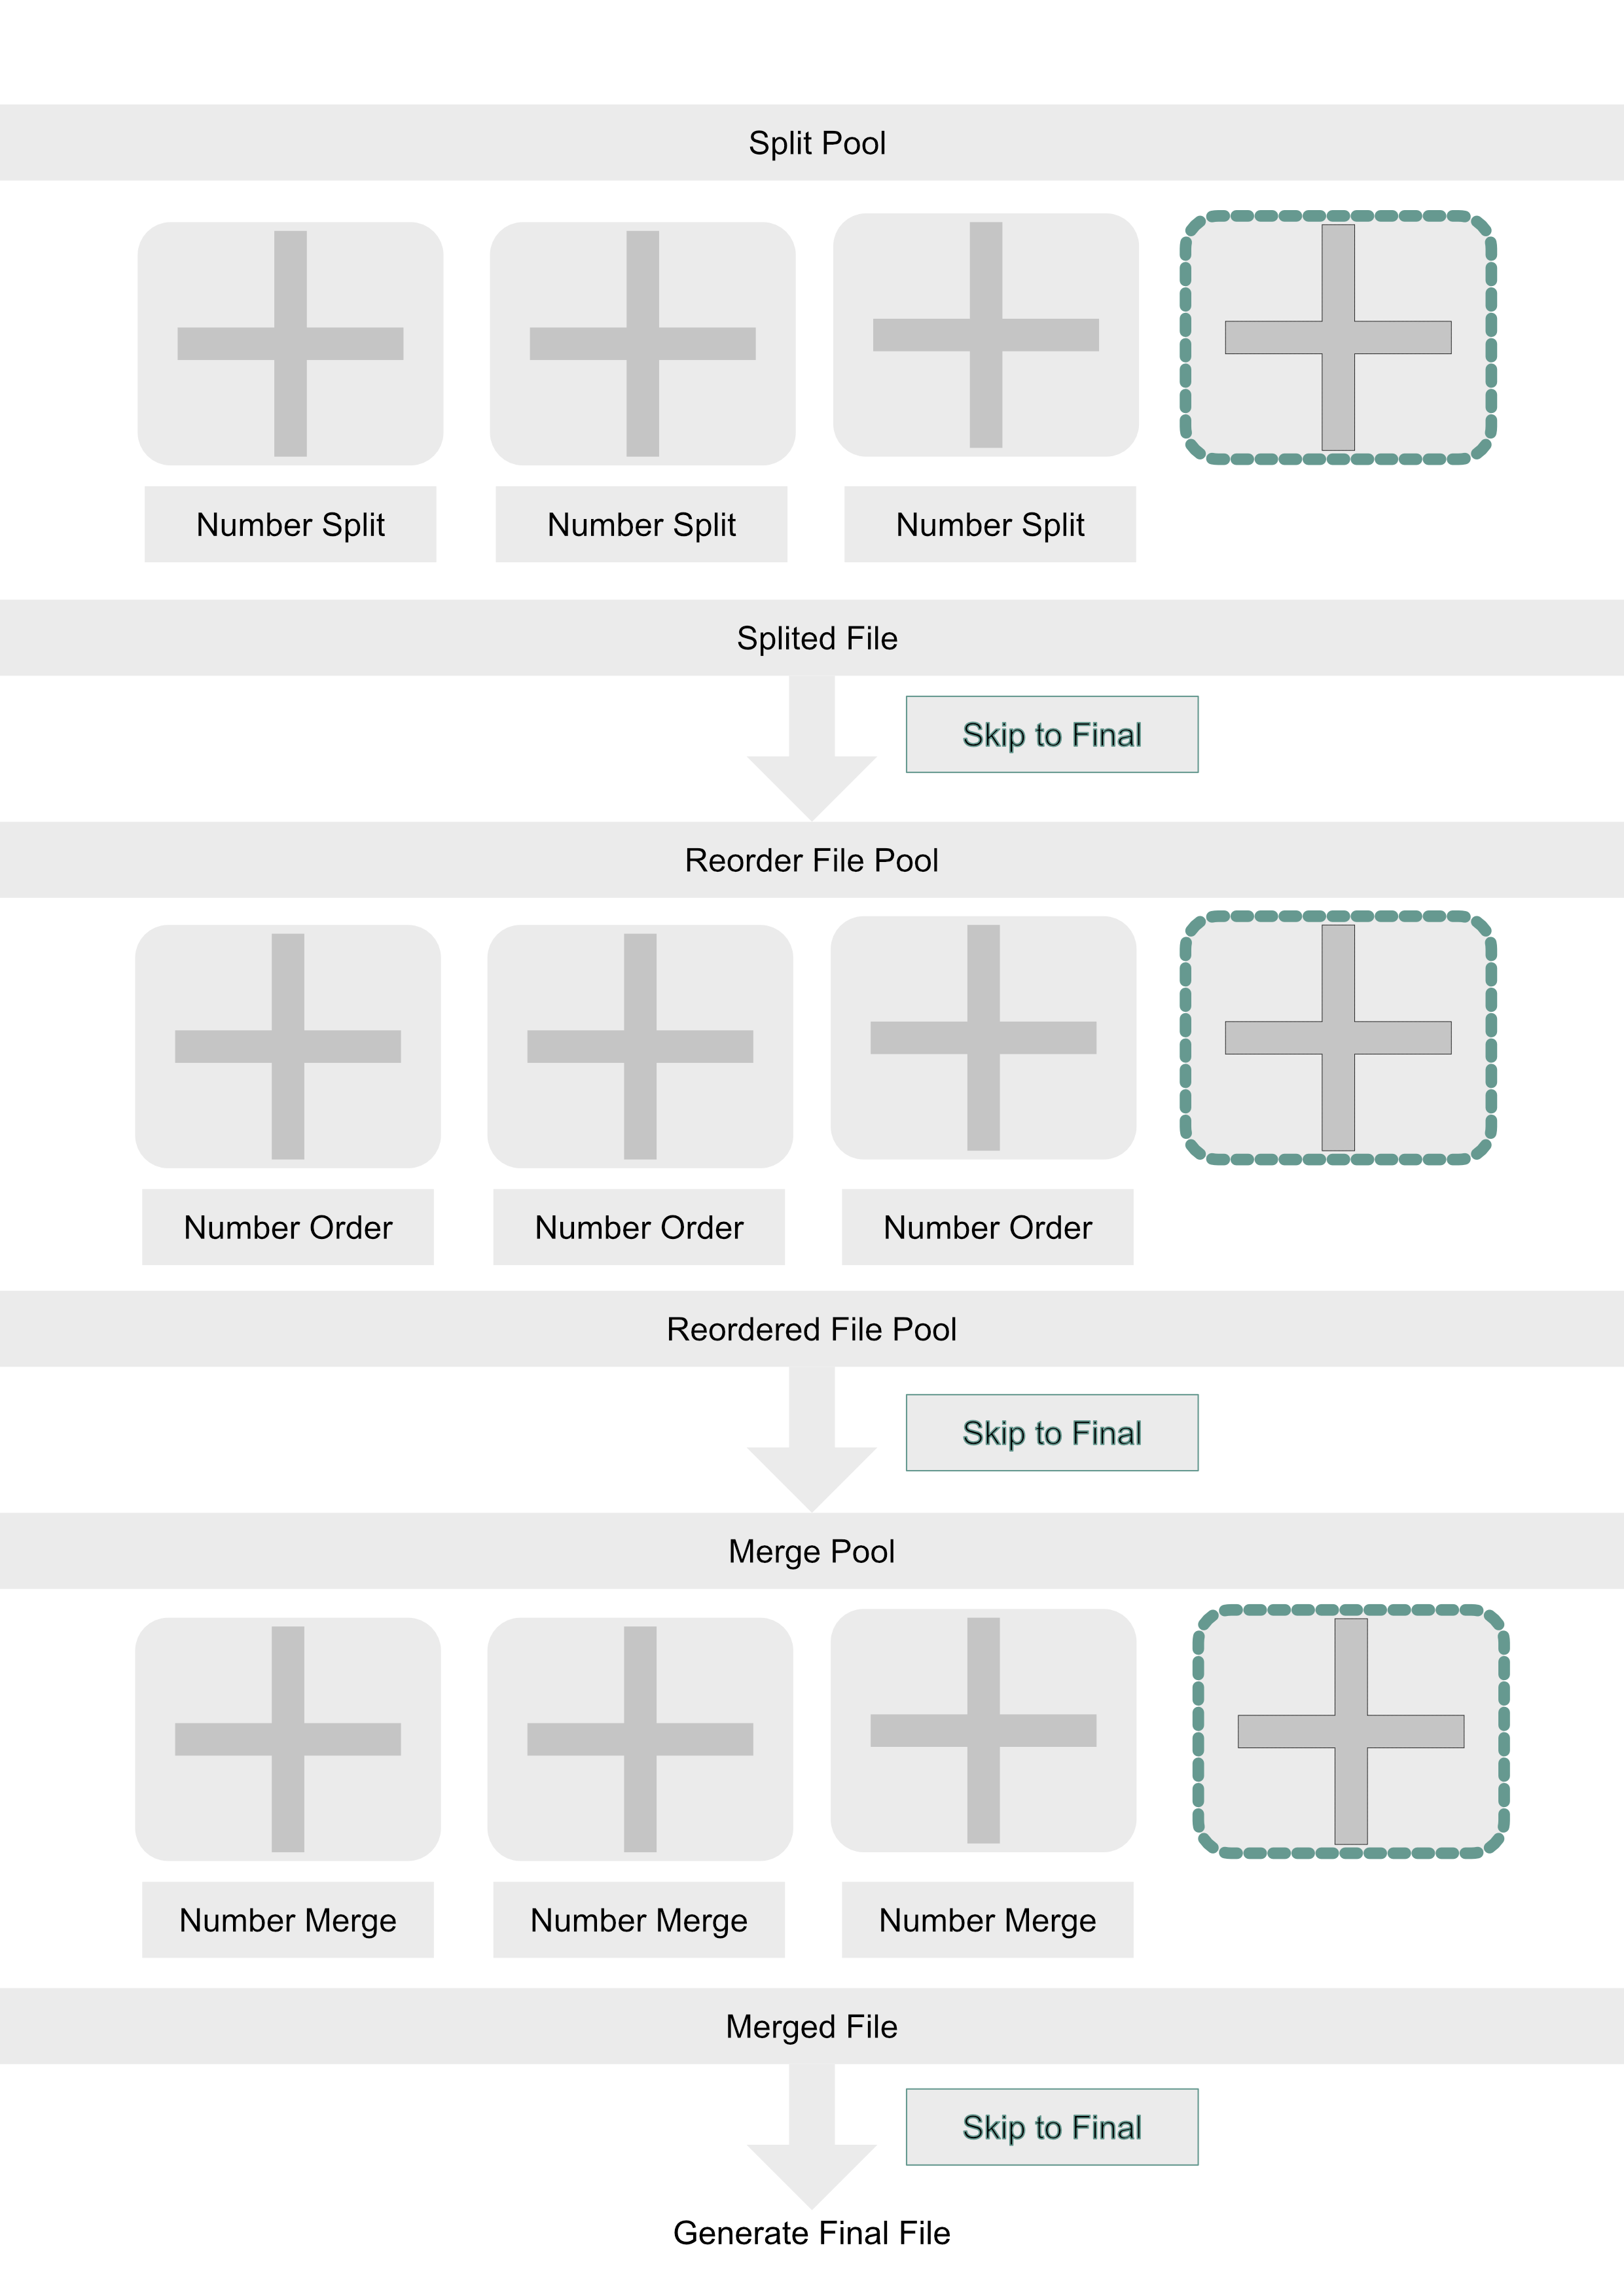 Split Pool
Number Split
Number Split
Number Split
Splited File
Skip to Final
Reorder File Pool
Number Order
Number Order
Number Order
Reordered File Pool
Skip to Final
Merge Pool
Number Merge
Number Merge
Number Merge
Merged File
Skip to Final
Generate Final File